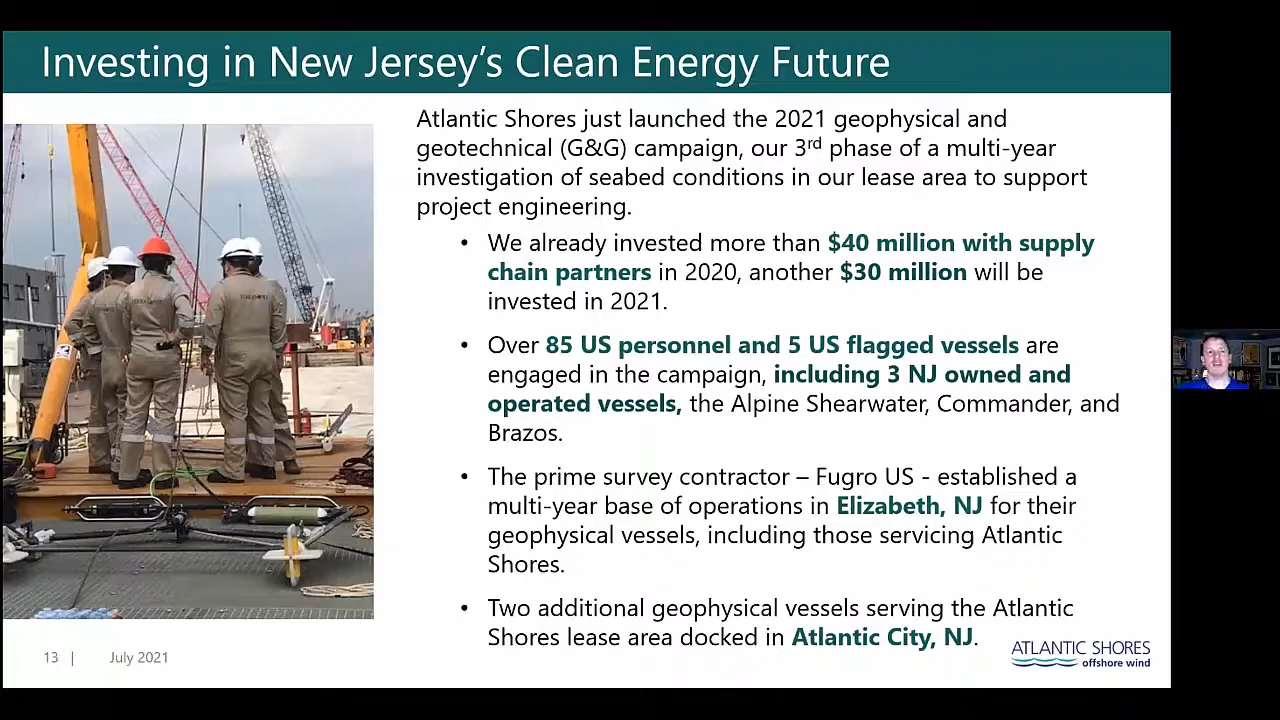 Investing in New Jersey’s Clean Energy Future
Atlantic Shores just launched the 2021 geophysical and
geotechnical (G&G) campaign, our 3rd phase of a multi-year
investigation of seabed conditions in our lease area to support
project engineering.
• We already invested more than $40 million with supply
chain partners in 2020, another $30 million will be
invested in 2021.
• Over 85 US personnel and 5 US flagged vessels are
engaged in the campaign, including 3 NJ owned and
operated vessels, the Alpine Shearwater, Commander, and
Brazos.
• The prime survey contractor – Fugro US - established a
multi-year base of operations in Elizabeth, NJ for their
geophysical vessels, including those servicing Atlantic
Shores.
• Two additional geophysical vessels serving the Atlantic
Shores lease area docked in Atlantic City, NJ.
13 | July 2021
ATLANTIC SHORES
offshore wind